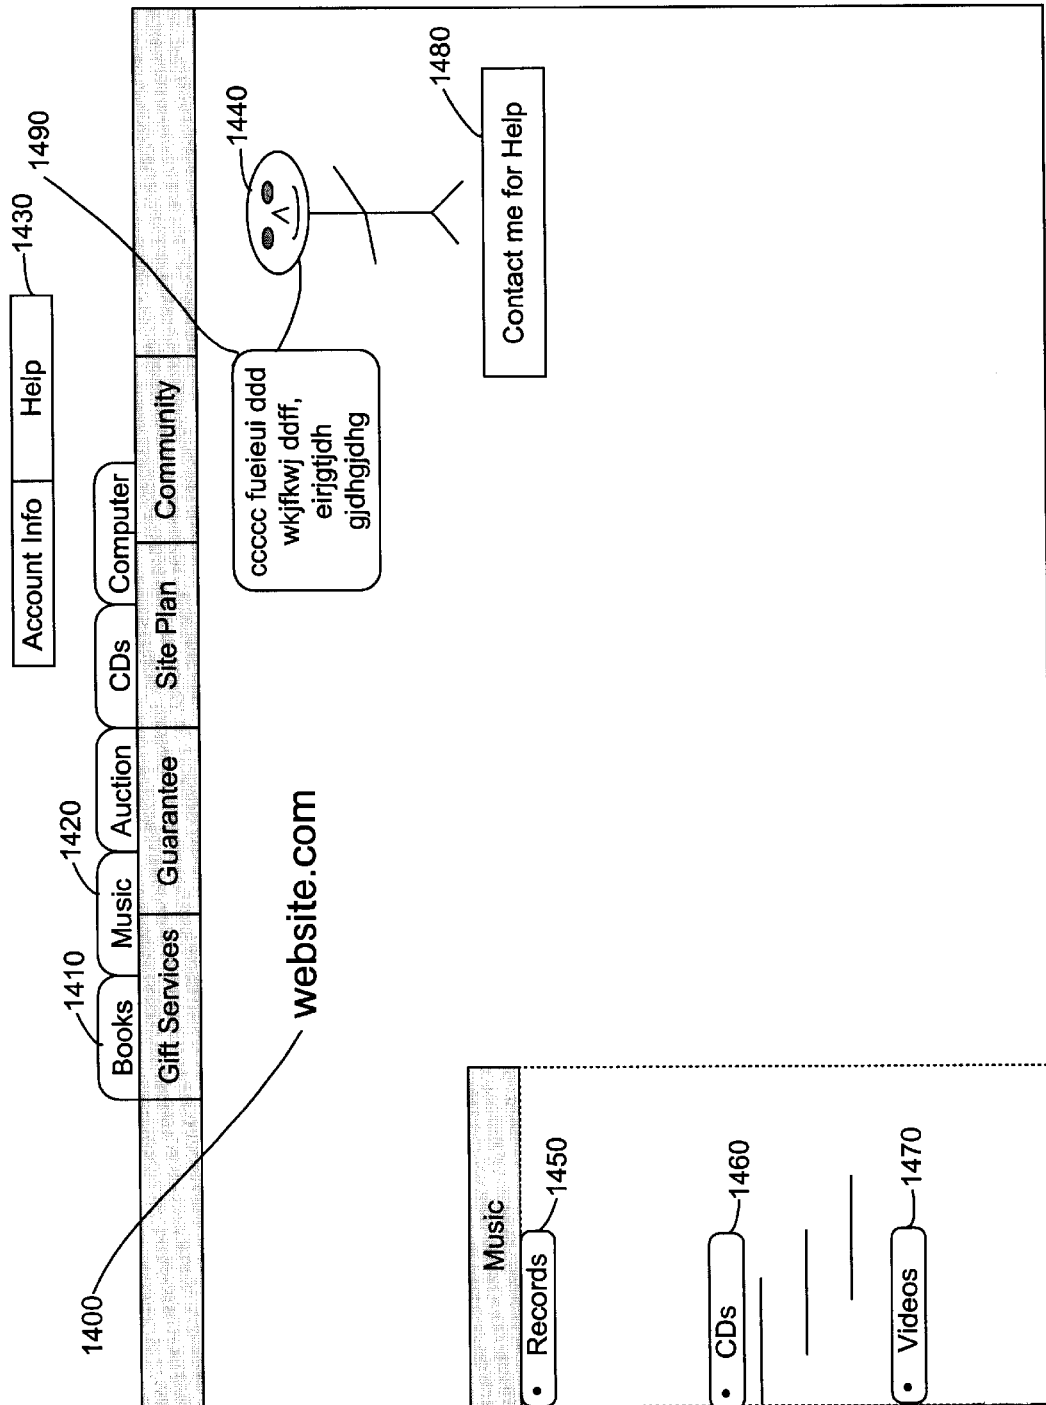 Account Info Help 1430
1490
1410 1420
Books Music Auction CDs Computer
Gift Services Guarantee Site Plan Community
1400
website.com
ccccc fueieui ddd
wkjfkwj ddff,
eirjgtjdh
gjdhgjdhg
1440
1480
Contact me for Help
Music
• Records
1450
• CDs
1460
• Videos
1470